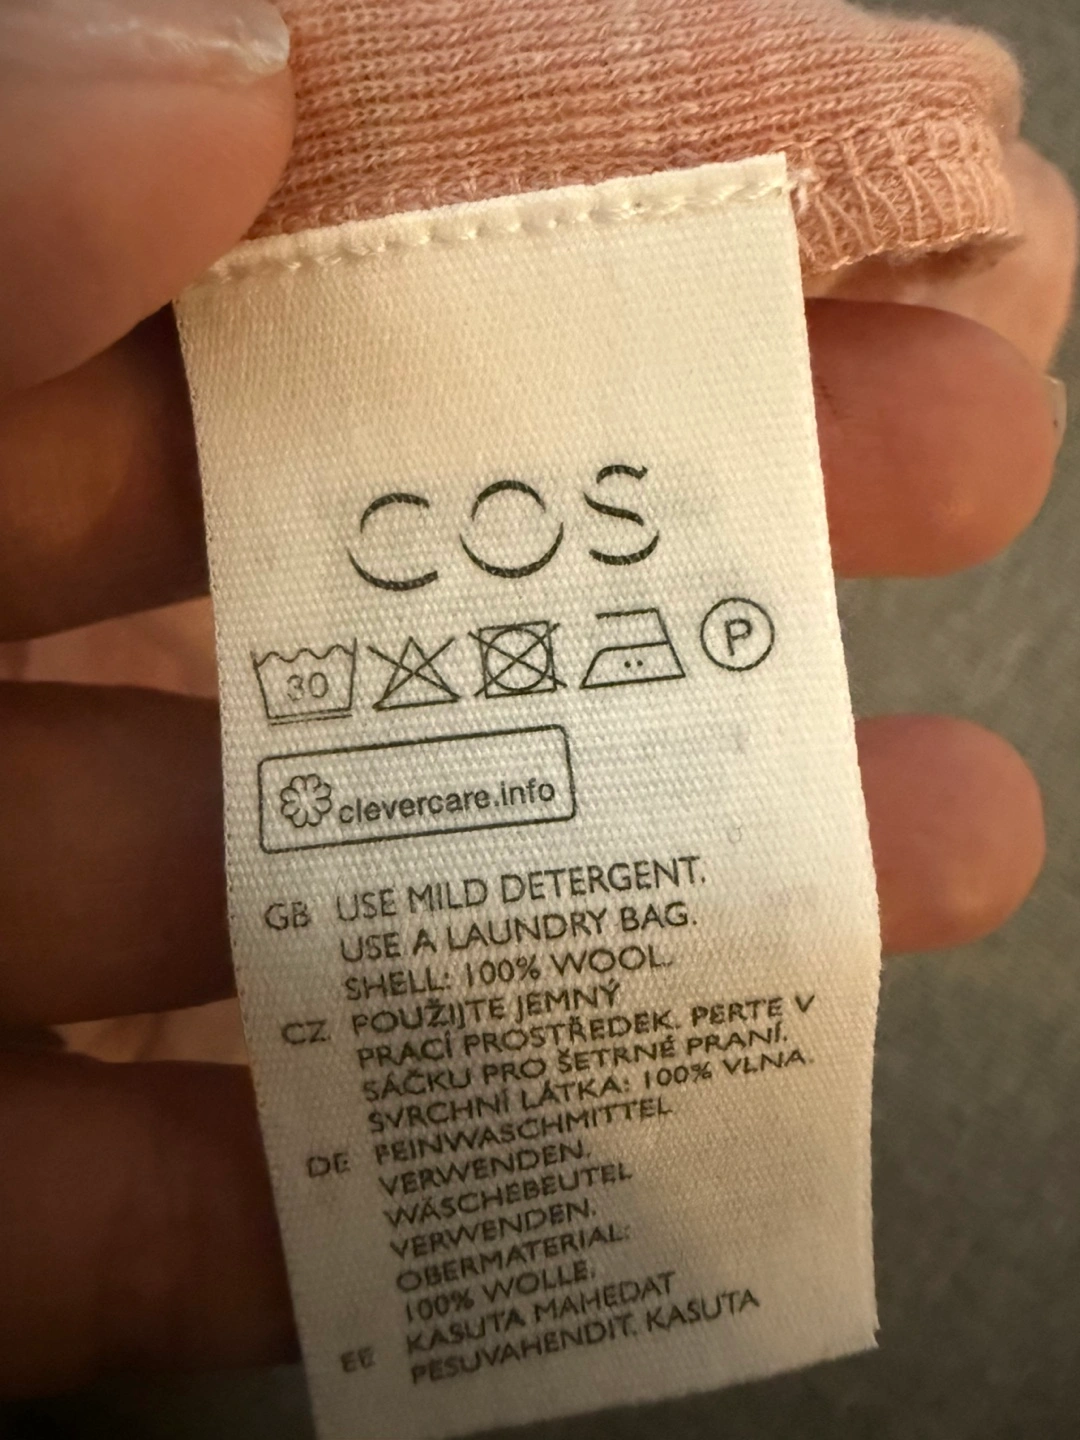 COS
30 P
clevercare.info
GB USE MILD DETERGENT.
USE A LAUNDRY BAG.
SHELL: 100% WOOL.
CZ POUŽIJTE JEMNÝ
PRACÍ PROSTŘEDEK. PERTE V
SÁČKU PRO ŠETRNÉ PRANÍ.
SVRCHNÍ LÁTKA: 100% VLNA.
DE FEINWASCHMITTEL
VERWENDEN.
WÄSCHEBEUTEL
VERWENDEN.
OBERMATERIAL:
100% WOLLE.
EE KASUTA MAHEDAT
PESUVAHENDIT. KASUTA